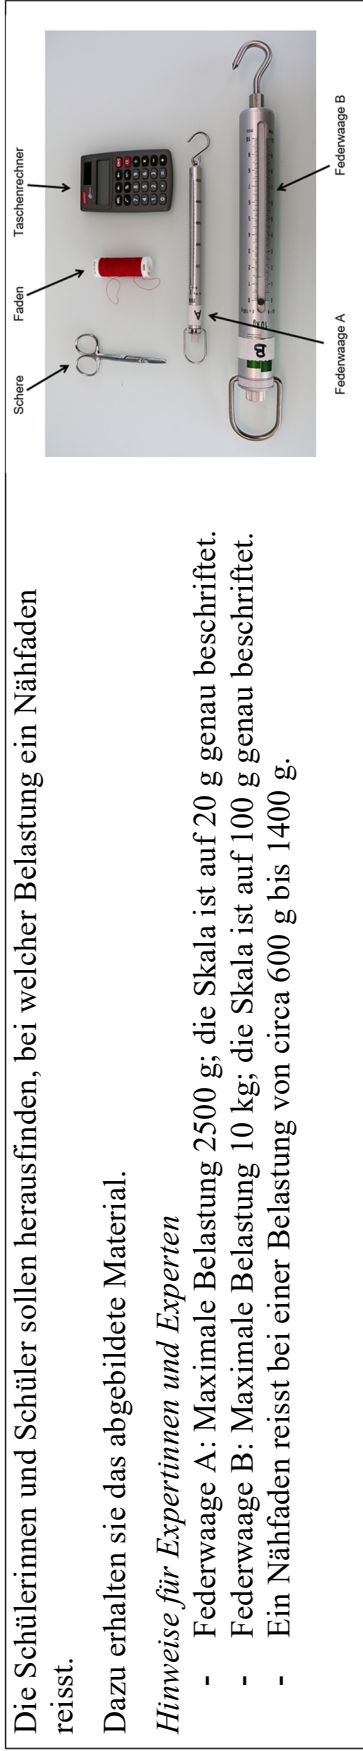 Die Schülerinnen und Schüler sollen herausfinden, bei welcher Belastung ein Nähfaden
reisst.
Dazu erhalten sie das abgebildete Material.
Hinweise für Expertinnen und Experten
- Federwaage A: Maximale Belastung 2500 g; die Skala ist auf 20 g genau beschriftet.
- Federwaage B: Maximale Belastung 10 kg; die Skala ist auf 100 g genau beschriftet.
- Ein Nähfaden reisst bei einer Belastung von circa 600 g bis 1400 g.
Schere
Faden
Taschenrechner
A
B
Federwaage A
Federwaage B